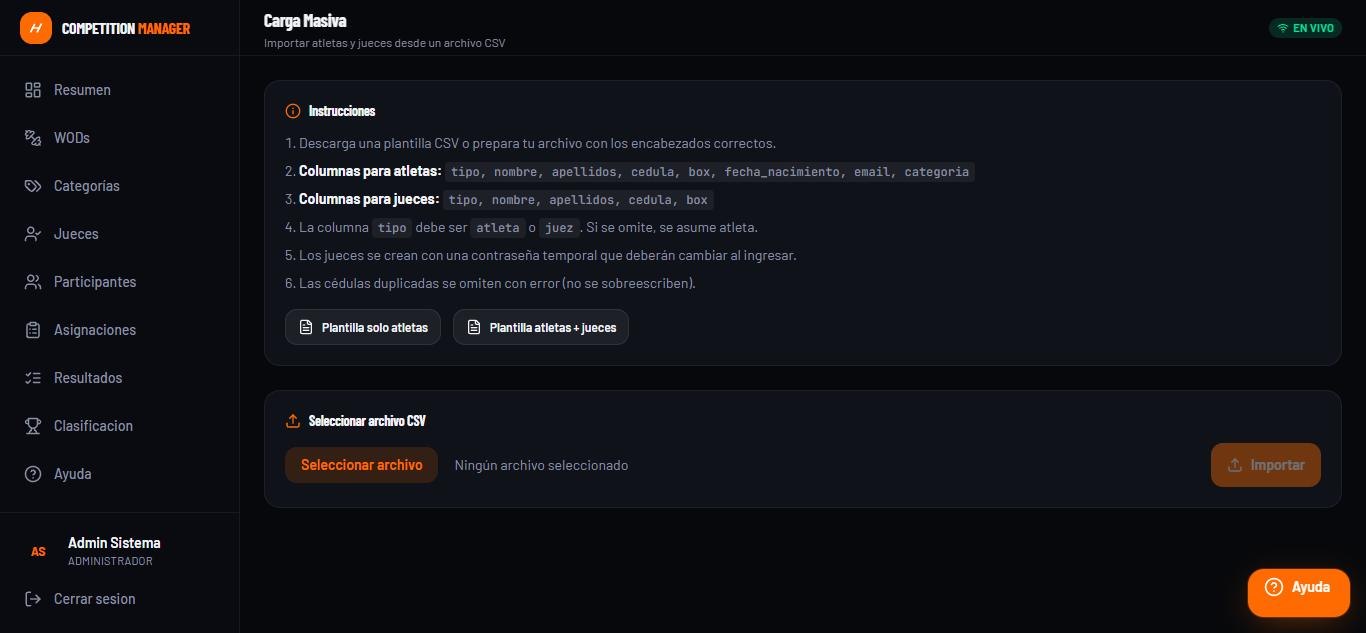 COMPETITION MANAGER
Resumen
WODs
Categorías
Jueces
Participantes
Asignaciones
Resultados
Clasificacion
Ayuda
AS
Admin Sistema
ADMINISTRADOR
Cerrar sesion
Carga Masiva
Importar atletas y jueces desde un archivo CSV
EN VIVO
Instrucciones
1. Descarga una plantilla CSV o prepara tu archivo con los encabezados correctos.
2. Columnas para atletas: tipo, nombre, apellidos, cedula, box, fecha_nacimiento, email, categoria
3. Columnas para jueces: tipo, nombre, apellidos, cedula, box
4. La columna tipo debe ser atleta o juez. Si se omite, se asume atleta.
5. Los jueces se crean con una contraseña temporal que deberán cambiar al ingresar.
6. Las cédulas duplicadas se omiten con error (no se sobreescriben).
Plantilla solo atletas
Plantilla atletas + jueces
Seleccionar archivo CSV
Seleccionar archivo
Ningún archivo seleccionado
Importar
Ayuda